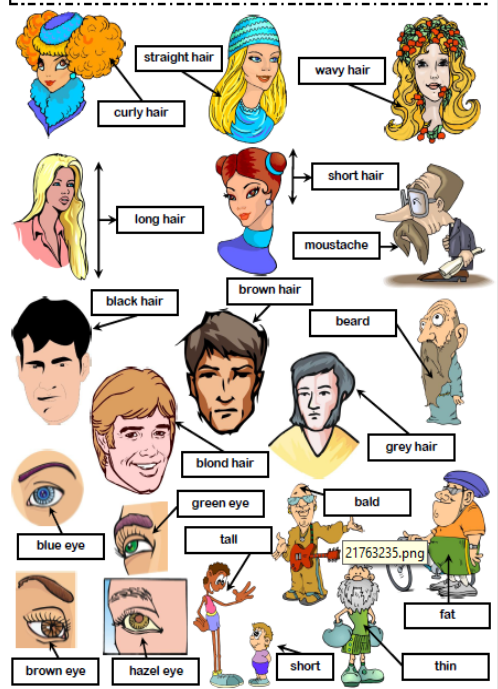 straight hair
wavy hair
curly hair
short hair
long hair
moustache
brown hair
black hair
beard
grey hair
blond hair
green eye
bald
blue eye
tall
21763235.png
fat
brown eye
hazel eye
short
thin